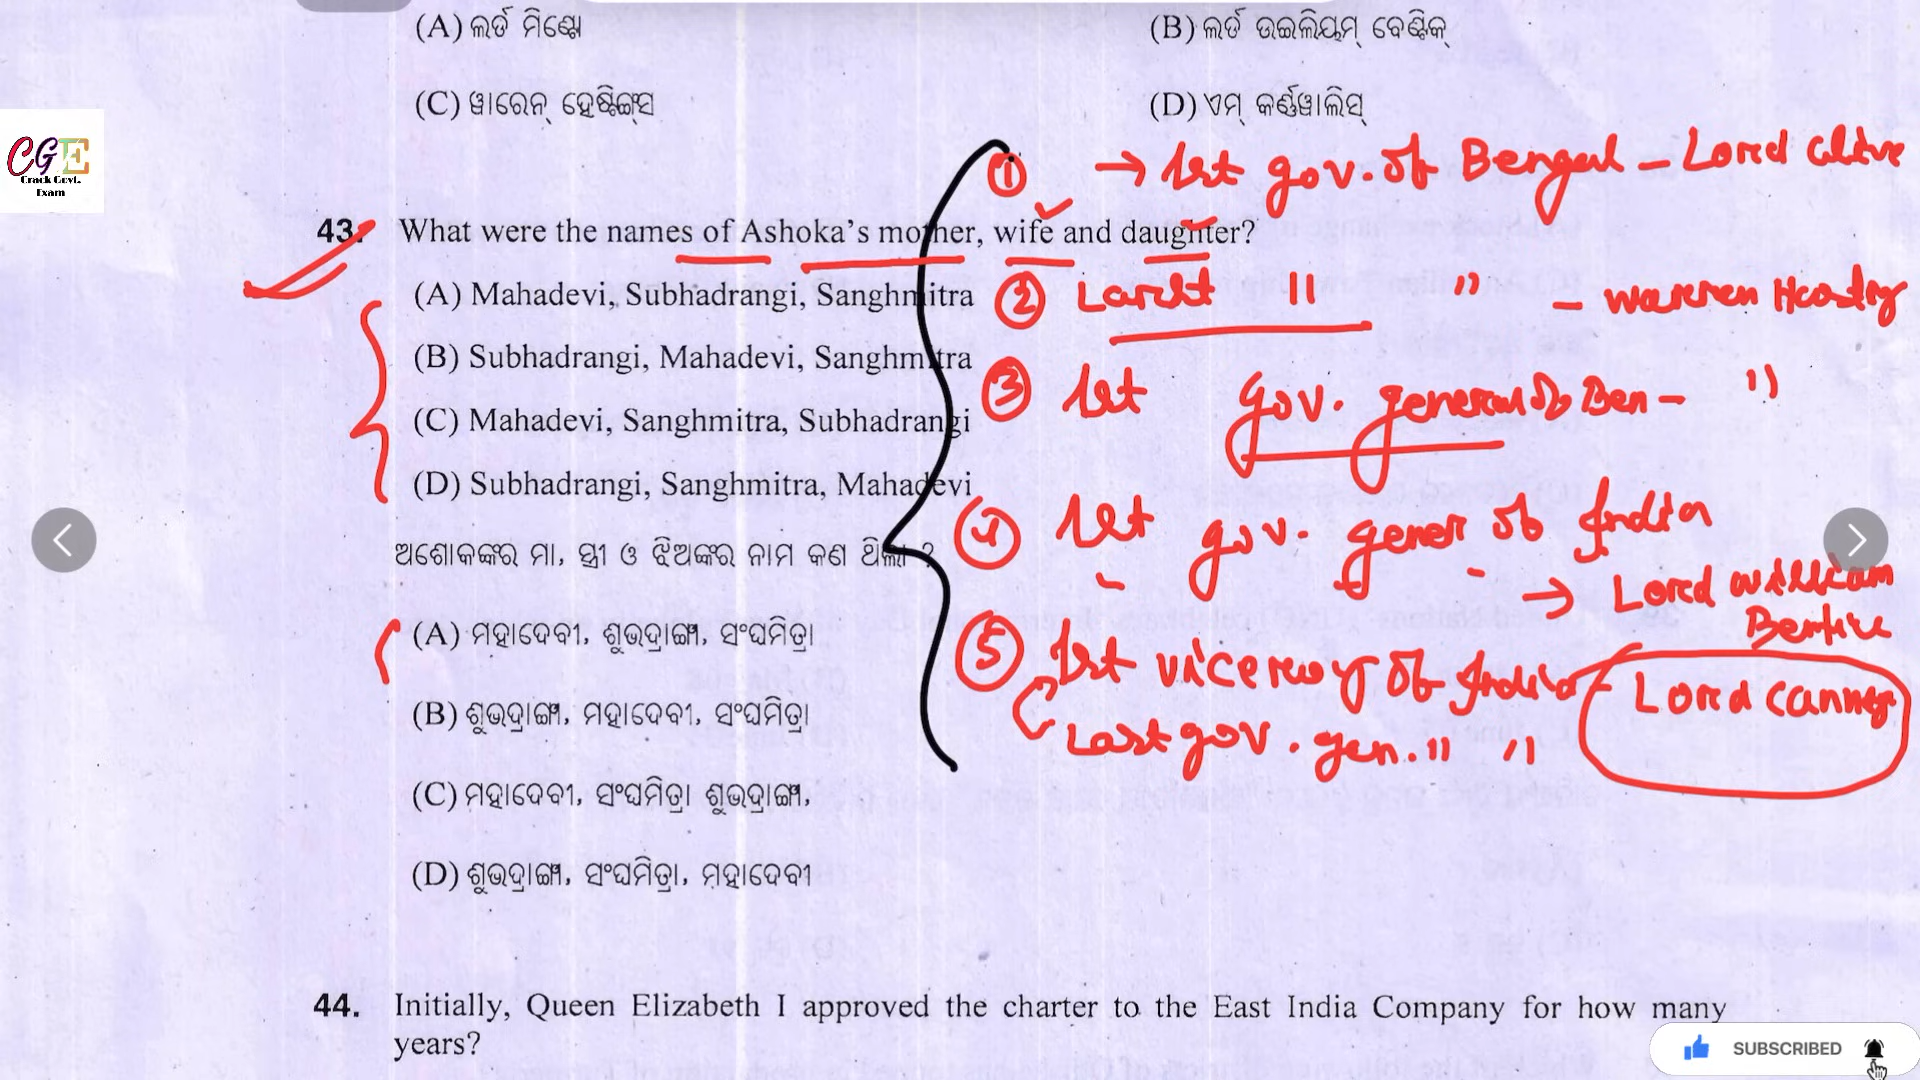 (A) ଲର୍ଡ ମିଣ୍ଟୋ
(B) ଲର୍ଡ ଉଇଲିୟମ୍ ବେଣ୍ଟିକ୍
(C) ୱାରେନ୍ ହେଷ୍ଟିଙ୍ଗ୍ସ
(D) ଏମ୍ କର୍ଣ୍ଣୱାଲିସ୍
CGE
Crack Govt.
Exam
① → 1st gov. of Bengal – Lord Clive
43. What were the names of Ashoka's mother, wife and daughter?
(A) Mahadevi, Subhadrangi, Sanghmitra
② Larst 11 " – Warren Hasting
(B) Subhadrangi, Mahadevi, Sanghmitra
③ 1st gov. general of Ben – "
(C) Mahadevi, Sanghmitra, Subhadrangi
(D) Subhadrangi, Sanghmitra, Mahadevi
④ 1st gov. gener of India
→ Lord william
ଅଶୋକଙ୍କର ମା, ସ୍ତ୍ରୀ ଓ ଝିଅଙ୍କର ନାମ କଣ ଥିଲା ?
(A) ମହାଦେବୀ, ଶୁଭଦ୍ରାଙ୍ଗୀ, ସଂଘମିତ୍ରା
⑤ 1st viceroy of India – Lord canning
(B) ଶୁଭଦ୍ରାଙ୍ଗୀ, ମହାଦେବୀ, ସଂଘମିତ୍ରା
Last gov. gen. " "
(C) ମହାଦେବୀ, ସଂଘମିତ୍ରା ଶୁଭଦ୍ରାଙ୍ଗୀ,
(D) ଶୁଭଦ୍ରାଙ୍ଗୀ, ସଂଘମିତ୍ରା, ମହାଦେବୀ
44. Initially, Queen Elizabeth I approved the charter to the East India Company for how many
years?
SUBSCRIBED